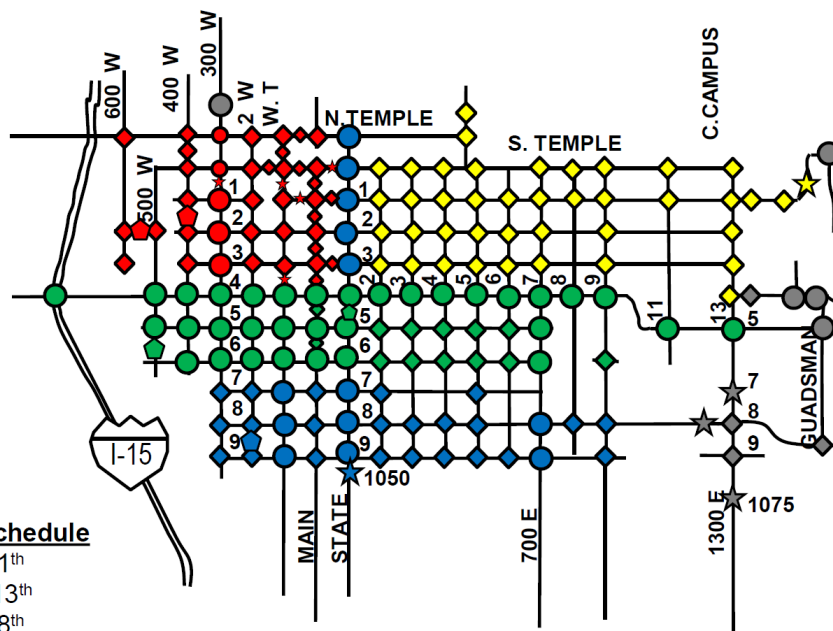 600 W
400 W
300 W
2 W
W. T
N.TEMPLE
S. TEMPLE
C.CAMPUS
500 W
1
2
3
4
5
6
7
8
9
1
2
3
5
6
7
8
9
2
3
4
5
6
7
8
9
11
13
5
7
8
9
GUADSMAN
I-15
1050
1075
MAIN
STATE
700 E
1300 E
chedule
1th
13th
8th